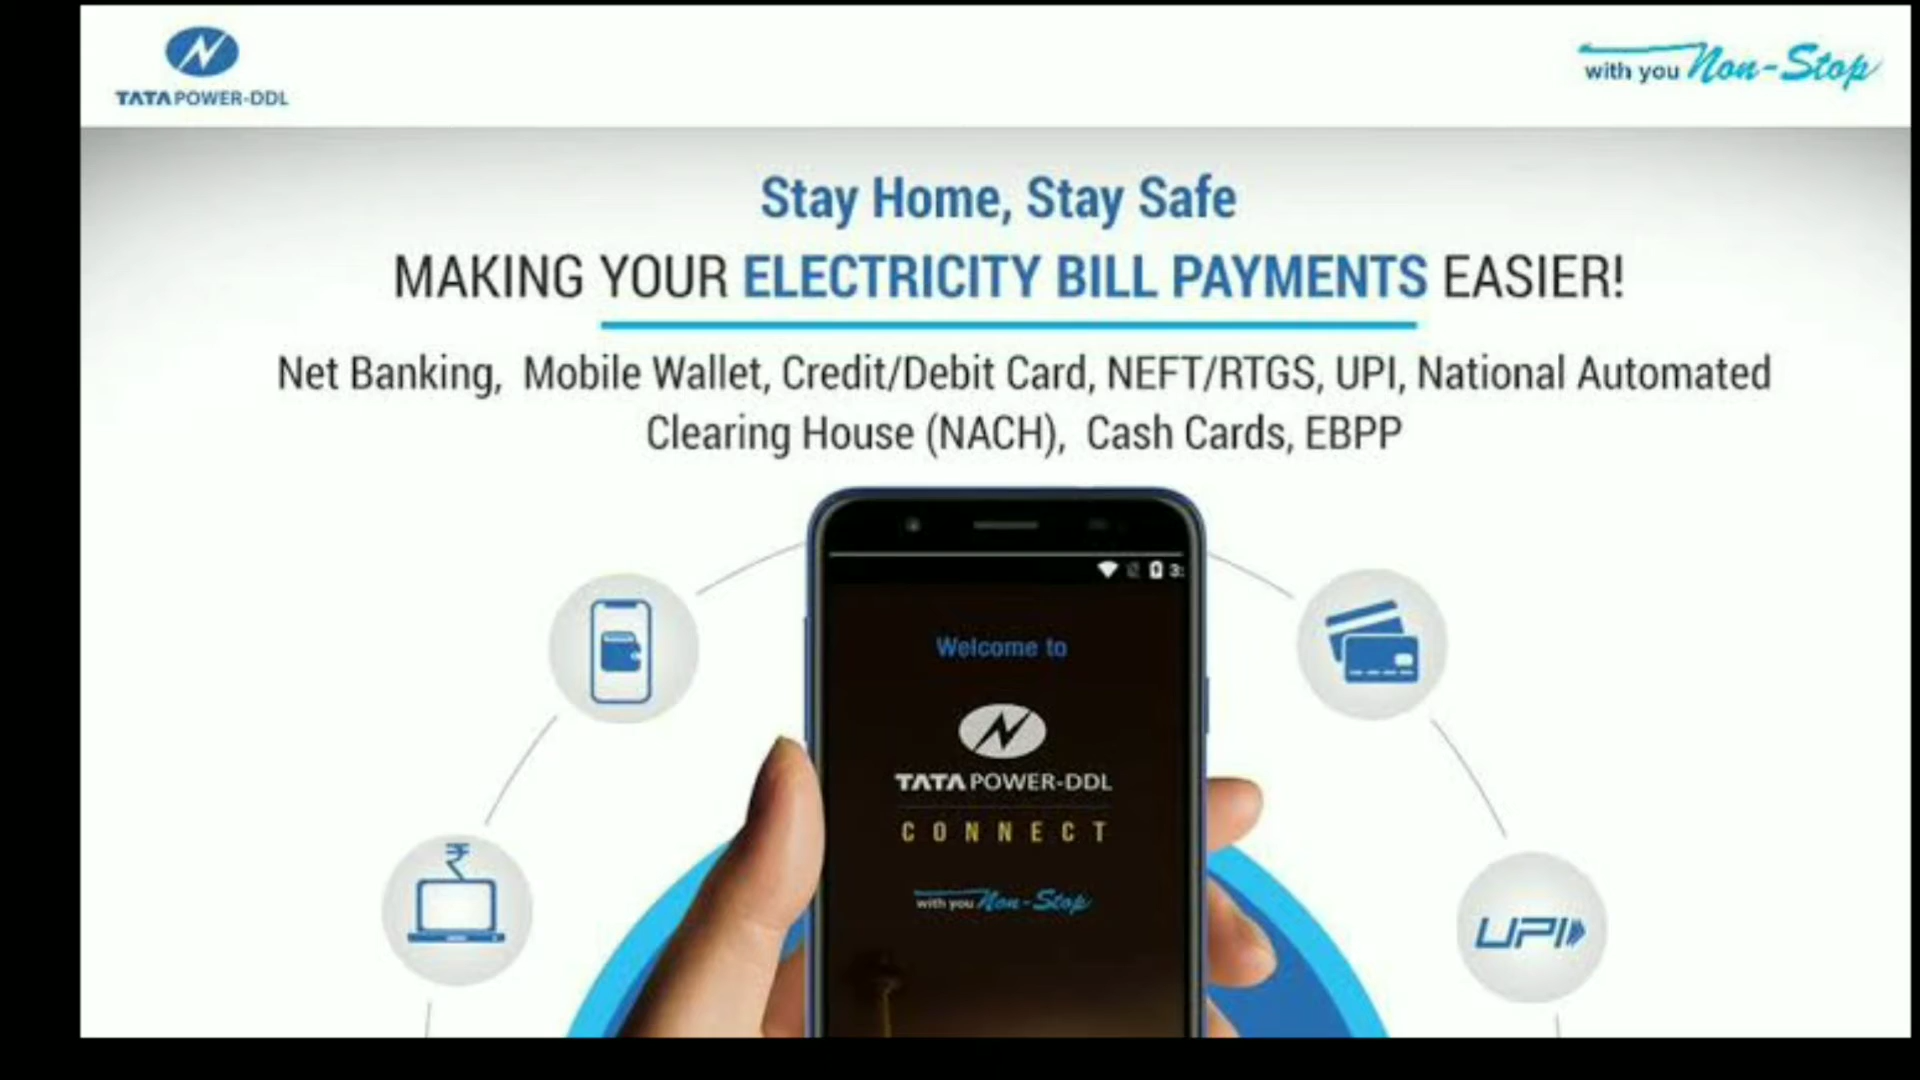 TATA POWER-DDL
with you Non-Stop
Stay Home, Stay Safe
MAKING YOUR ELECTRICITY BILL PAYMENTS EASIER!
Net Banking, Mobile Wallet, Credit/Debit Card, NEFT/RTGS, UPI, National Automated
Clearing House (NACH), Cash Cards, EBPP
3:
Welcome to
TATA POWER-DDL
CONNECT
with you Non-Stop
₹
UPI